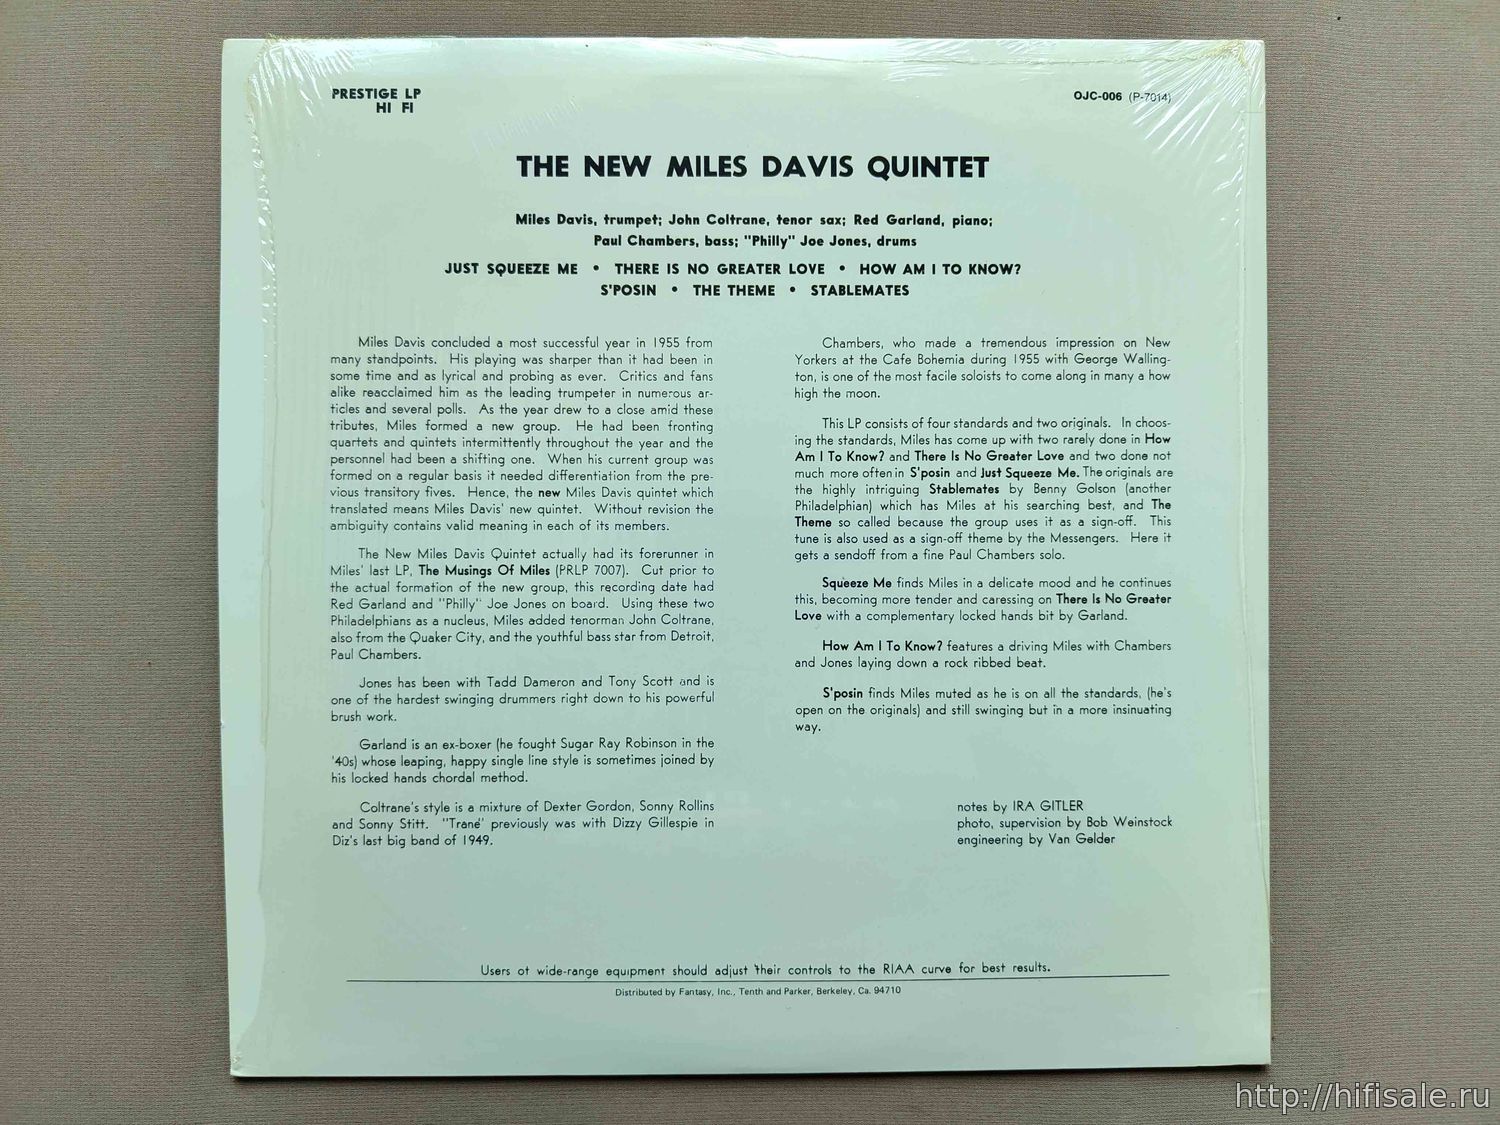 PRESTIGE LP
HI FI
OJC-006 (P-7014)
THE NEW MILES DAVIS QUINTET
Miles Davis, trumpet; John Coltrane, tenor sax; Red Garland, piano;
Paul Chambers, bass; "Philly" Joe Jones, drums
JUST SQUEEZE ME • THERE IS NO GREATER LOVE • HOW AM I TO KNOW?
S'POSIN • THE THEME • STABLEMATES
Miles Davis concluded a most successful year in 1955 from
many standpoints. His playing was sharper than it had been in
some time and as lyrical and probing as ever. Critics and fans
alike reacclaimed him as the leading trumpeter in numerous ar-
ticles and several polls. As the year drew to a close amid these
tributes, Miles formed a new group. He had been fronting
quartets and quintets intermittently throughout the year and the
personnel had been a shifting one. When his current group was
formed on a regular basis it needed differentiation from the pre-
vious transitory fives. Hence, the new Miles Davis quintet which
translated means Miles Davis' new quintet. Without revision the
ambiguity contains valid meaning in each of its members.
The New Miles Davis Quintet actually had its forerunner in
Miles' last LP, The Musings Of Miles (PRLP 7007). Cut prior to
the actual formation of the new group, this recording date had
Red Garland and "Philly" Joe Jones on board. Using these two
Philadelphians as a nucleus, Miles added tenorman John Coltrane,
also from the Quaker City, and the youthful bass star from Detroit,
Paul Chambers.
Jones has been with Tadd Dameron and Tony Scott and is
one of the hardest swinging drummers right down to his powerful
brush work.
Garland is an ex-boxer (he fought Sugar Ray Robinson in the
'40s) whose leaping, happy single line style is sometimes joined by
his locked hands chordal method.
Coltrane's style is a mixture of Dexter Gordon, Sonny Rollins
and Sonny Stitt. "Trane" previously was with Dizzy Gillespie in
Diz's last big band of 1949.
Chambers, who made a tremendous impression on New
Yorkers at the Cafe Bohemia during 1955 with George Walling-
ton, is one of the most facile soloists to come along in many a how
high the moon.
This LP consists of four standards and two originals. In choos-
ing the standards, Miles has come up with two rarely done in How
Am I To Know? and There Is No Greater Love and two done not
much more often in S'posin and Just Squeeze Me. The originals are
the highly intriguing Stablemates by Benny Golson (another
Philadelphian) which has Miles at his searching best, and The
Theme so called because the group uses it as a sign-off. This
tune is also used as a sign-off theme by the Messengers. Here it
gets a sendoff from a fine Paul Chambers solo.
Squeeze Me finds Miles in a delicate mood and he continues
this, becoming more tender and caressing on There Is No Greater
Love with a complementary locked hands bit by Garland.
How Am I To Know? features a driving Miles with Chambers
and Jones laying down a rock ribbed beat.
S'posin finds Miles muted as he is on all the standards, (he's
open on the originals) and still swinging but in a more insinuating
way.
notes by IRA GITLER
photo, supervision by Bob Weinstock
engineering by Van Gelder
Users of wide-range equipment should adjust their controls to the RIAA curve for best results.
Distributed by Fantasy, Inc., Tenth and Parker, Berkeley, Ca. 94710
http://hifisale.ru